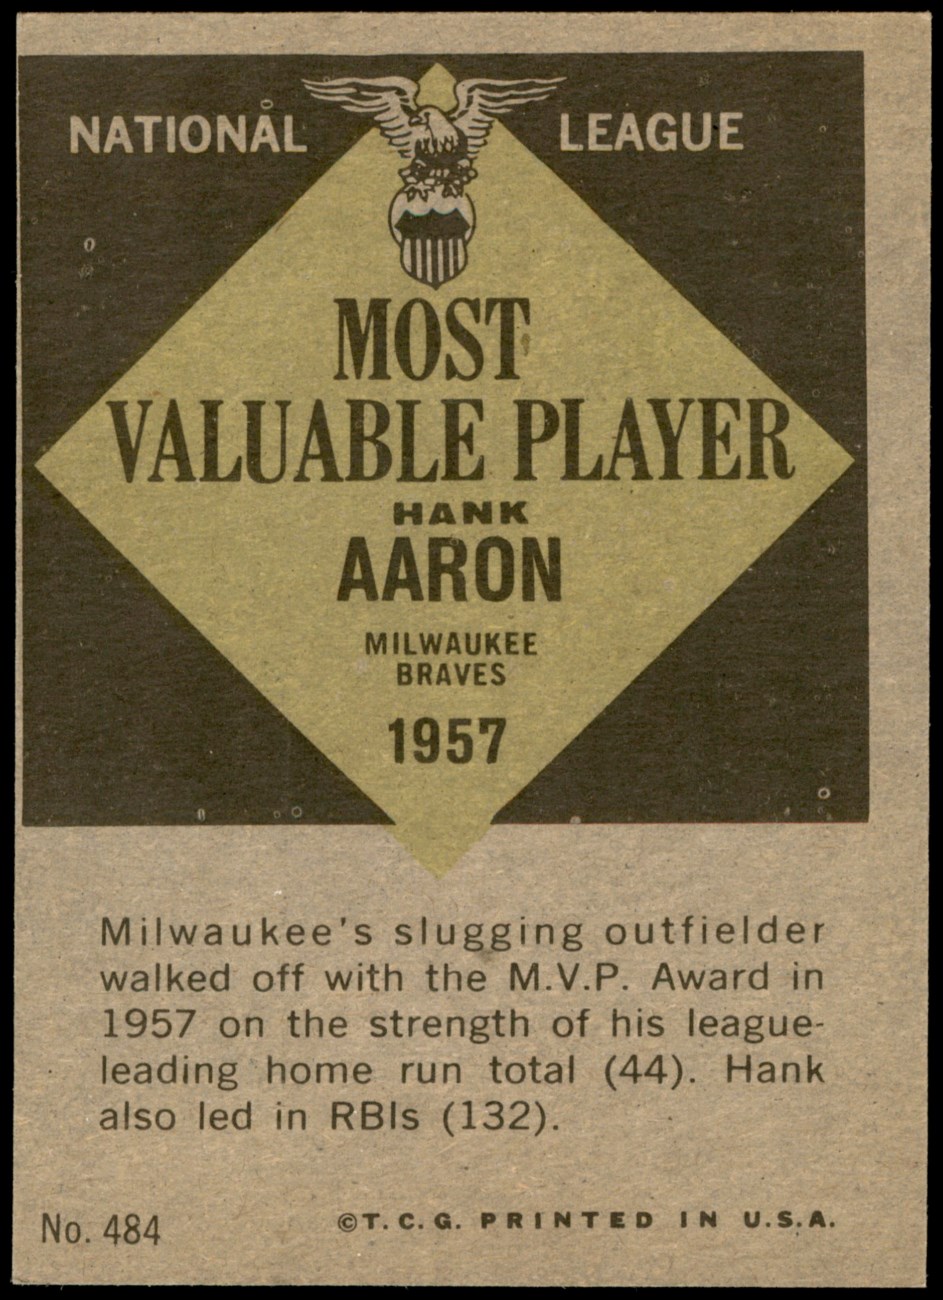 NATIONAL LEAGUE
MOST
VALUABLE PLAYER
HANK
AARON
MILWAUKEE
BRAVES
1957
Milwaukee's slugging outfielder
walked off with the M.V.P. Award in
1957 on the strength of his league-
leading home run total (44). Hank
also led in RBIs (132).
No. 484 ©T.C.G. PRINTED IN U.S.A.